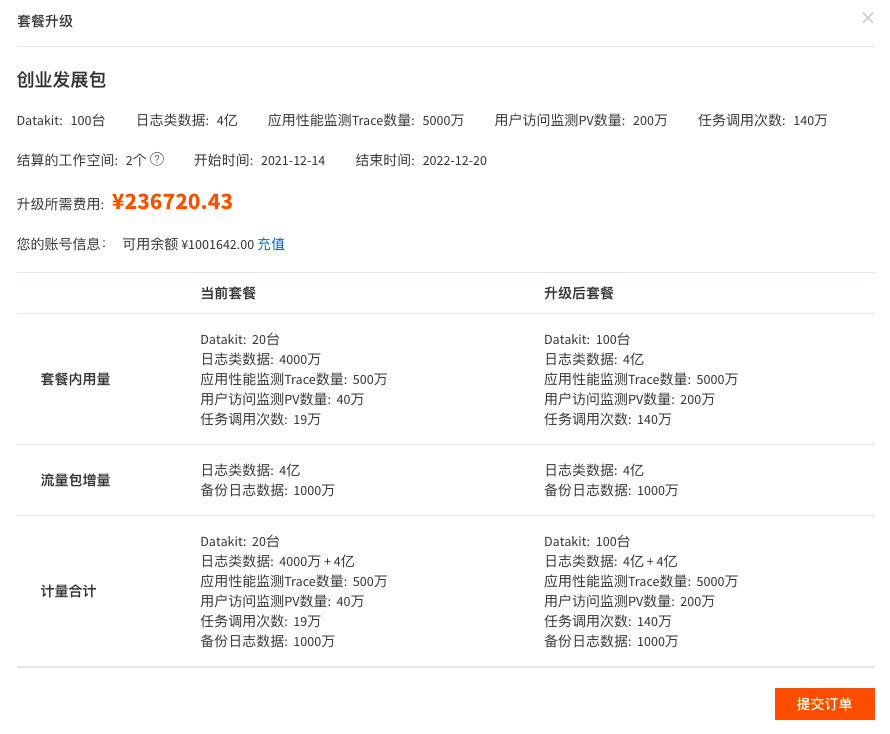 套餐升级
创业发展包
Datakit: 100台 日志类数据: 4亿 应用性能监测Trace数量: 5000万 用户访问监测PV数量: 200万 任务调用次数: 140万
结算的工作空间: 2个 ? 开始时间: 2021-12-14 结束时间: 2022-12-20
升级所需费用: ¥236720.43
您的账号信息: 可用余额 ¥1001642.00 充值
当前套餐 升级后套餐
套餐内用量
Datakit: 20台
日志类数据: 4000万
应用性能监测Trace数量: 500万
用户访问监测PV数量: 40万
任务调用次数: 19万
Datakit: 100台
日志类数据: 4亿
应用性能监测Trace数量: 5000万
用户访问监测PV数量: 200万
任务调用次数: 140万
流量包增量
日志类数据: 4亿
备份日志数据: 1000万
日志类数据: 4亿
备份日志数据: 1000万
计量合计
Datakit: 20台
日志类数据: 4000万 + 4亿
应用性能监测Trace数量: 500万
用户访问监测PV数量: 40万
任务调用次数: 19万
备份日志数据: 1000万
Datakit: 100台
日志类数据: 4亿 + 4亿
应用性能监测Trace数量: 5000万
用户访问监测PV数量: 200万
任务调用次数: 140万
备份日志数据: 1000万
提交订单